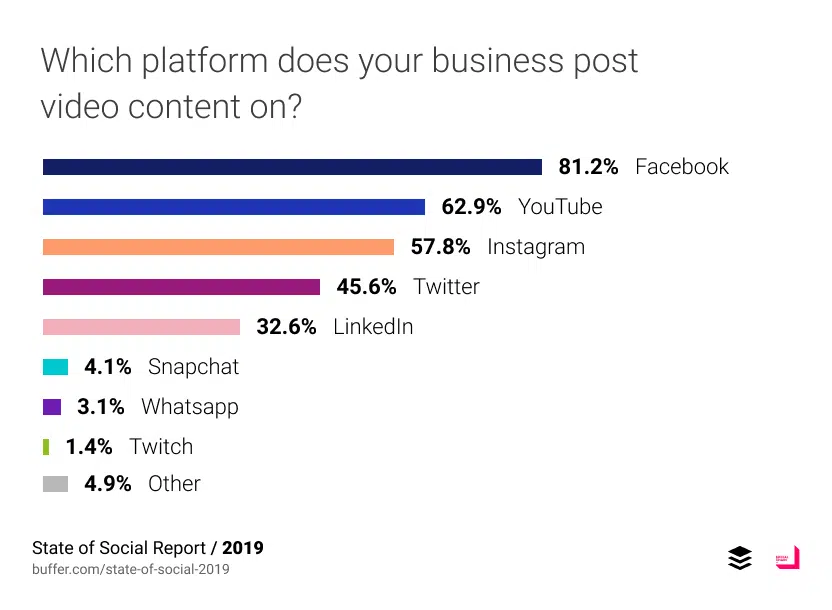 Which platform does your business post
video content on?
81.2% Facebook
62.9% YouTube
57.8% Instagram
45.6% Twitter
32.6% LinkedIn
4.1% Snapchat
3.1% Whatsapp
1.4% Twitch
4.9% Other
State of Social Report / 2019
buffer.com/state-of-social-2019